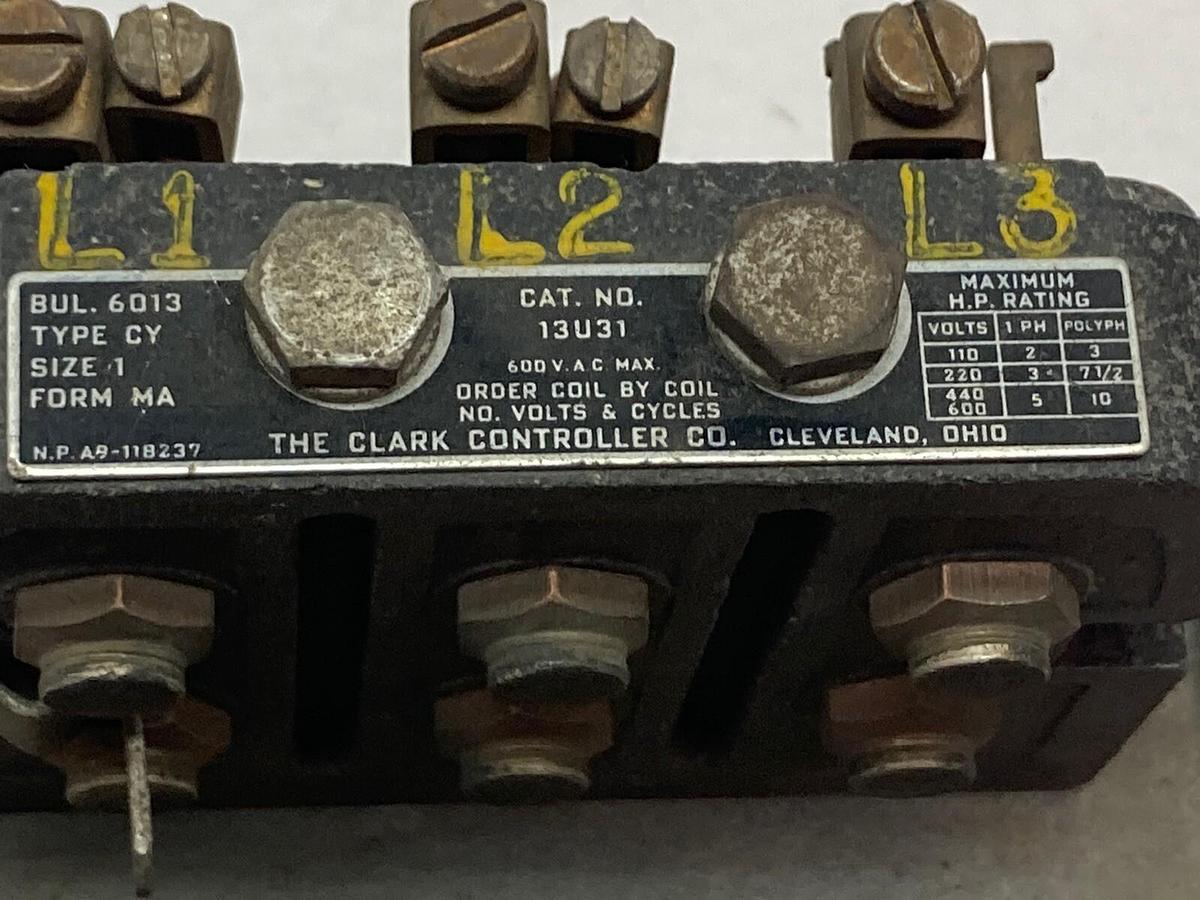 L1 L2 L3
BUL. 6013
TYPE CY
SIZE 1
FORM MA
N.P. A9-118237
CAT. NO.
13U31
600 V. A C MAX.
ORDER COIL BY COIL
NO. VOLTS & CYCLES
THE CLARK CONTROLLER CO. CLEVELAND, OHIO
MAXIMUM
H.P. RATING
VOLTS 1 PH POLYPH
110 2 3
220 3 7 1/2
440
600 5 10